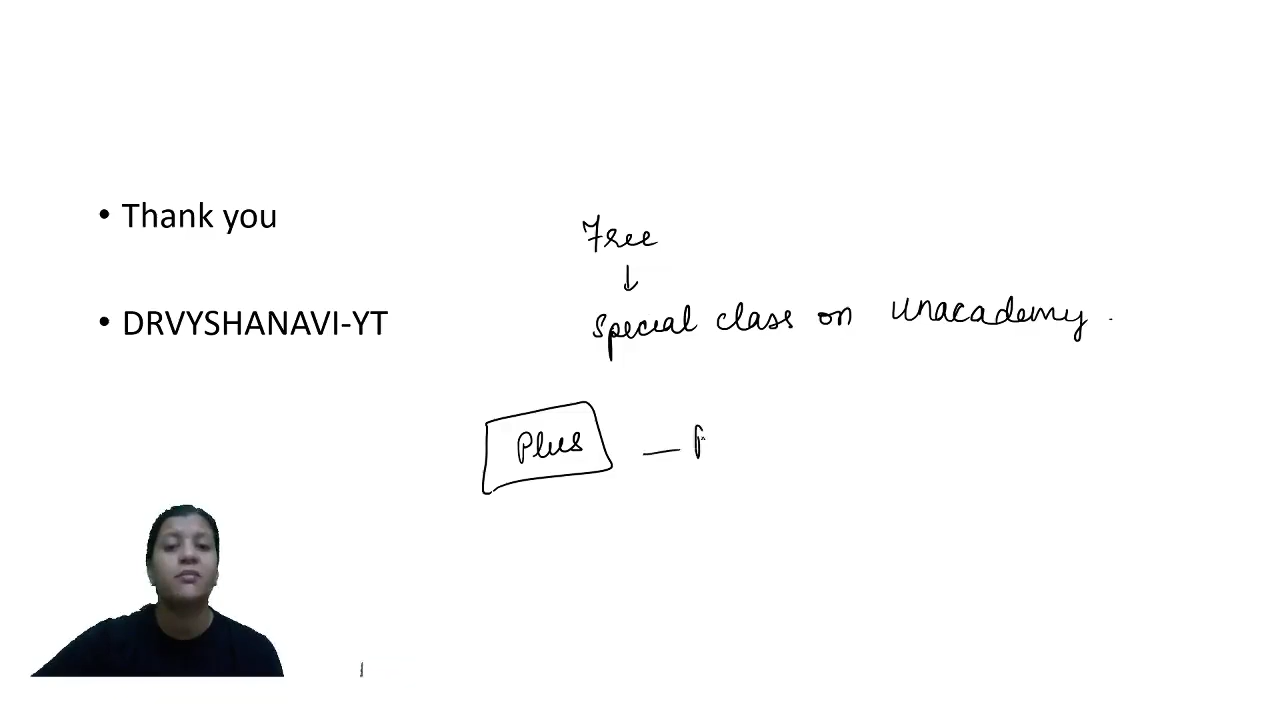 • Thank you
Free
↓
• DRVYSHANAVI-YT
Special class on Unacademy.
Plus —